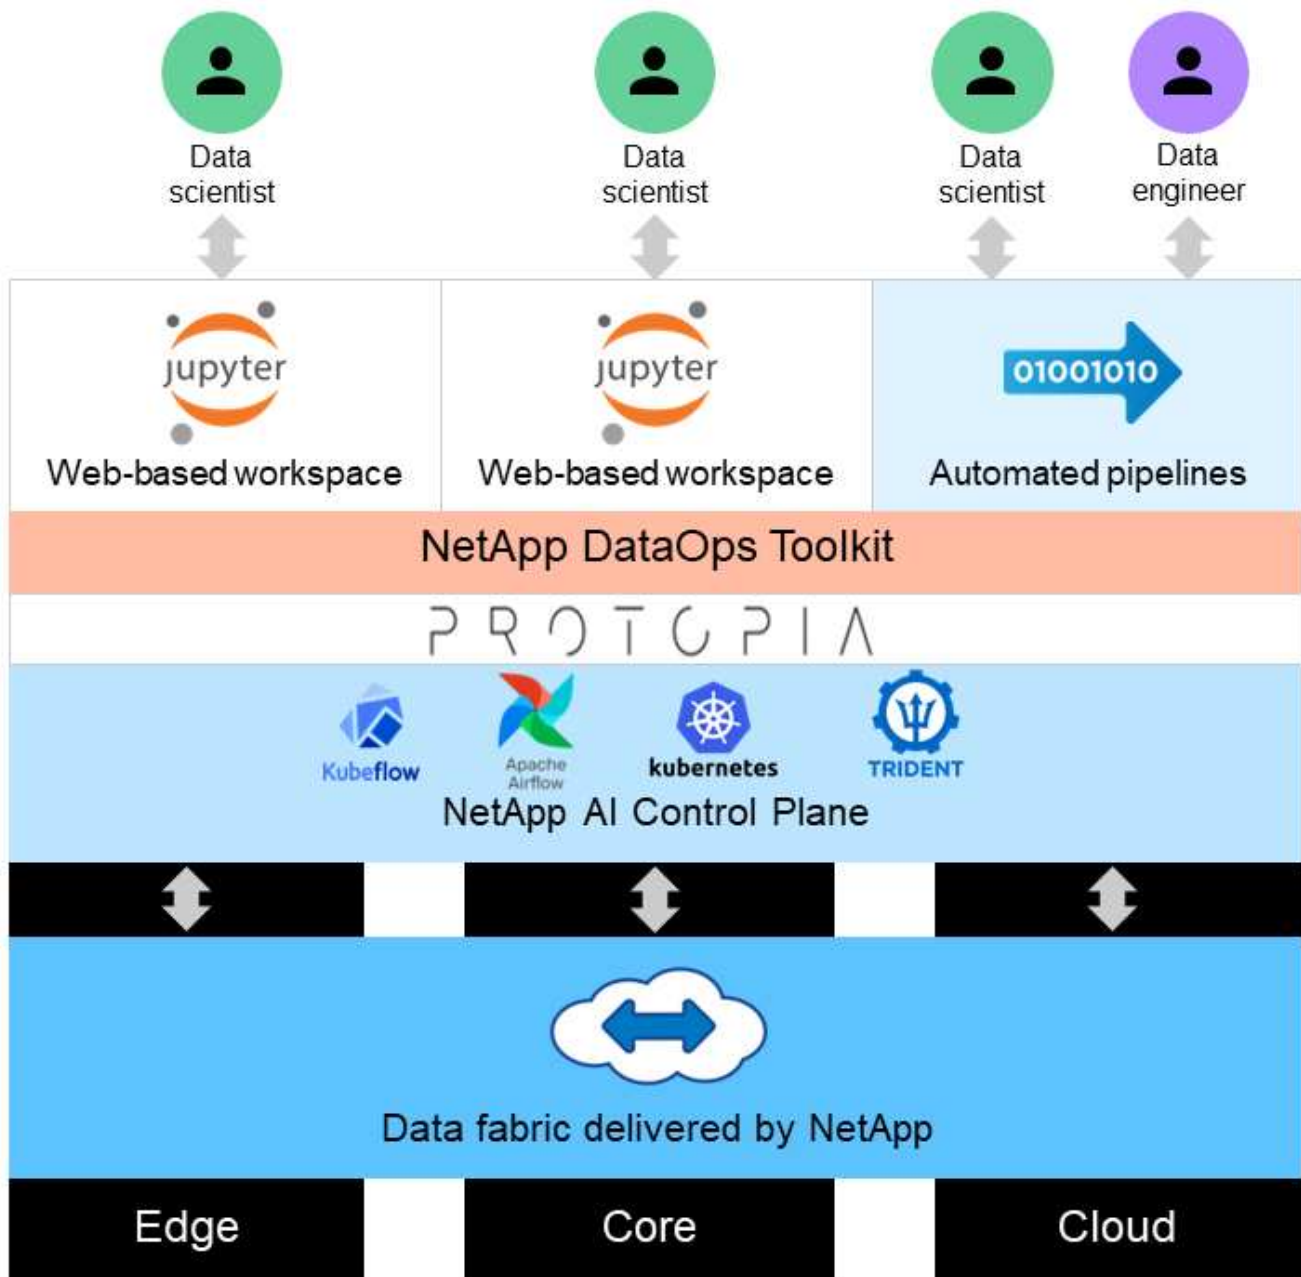 Data
scientist
Data
scientist
Data
scientist
Data
engineer
jupyter
Web-based workspace
jupyter
Web-based workspace
01001010
Automated pipelines
NetApp DataOps Toolkit
PROTOPIA
Kubeflow
Apache
Airflow
kubernetes
TRIDENT
NetApp AI Control Plane
Data fabric delivered by NetApp
Edge
Core
Cloud